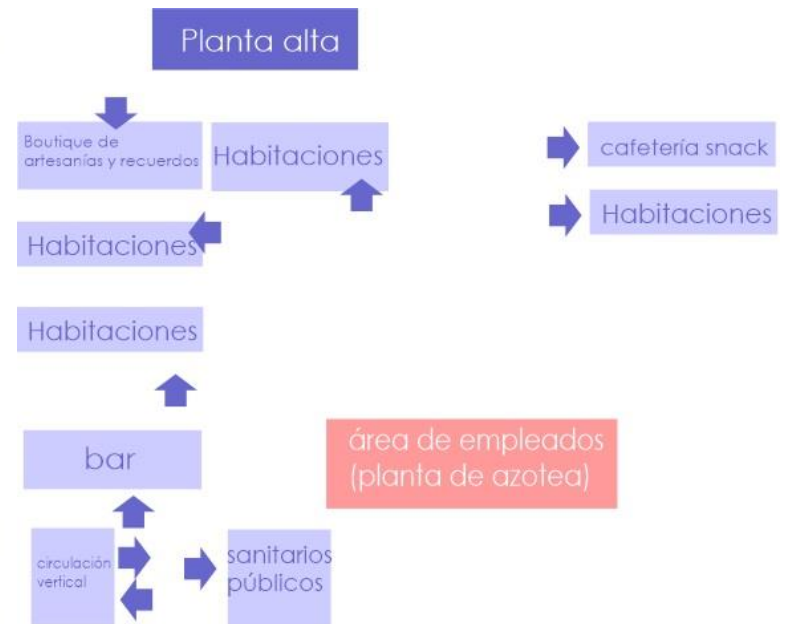 Planta alta
Boutique de
artesanías y recuerdos
Habitaciones
cafetería snack
Habitaciones
Habitaciones
Habitaciones
bar
área de empleados
(planta de azotea)
circulación
vertical
sanitarios
públicos